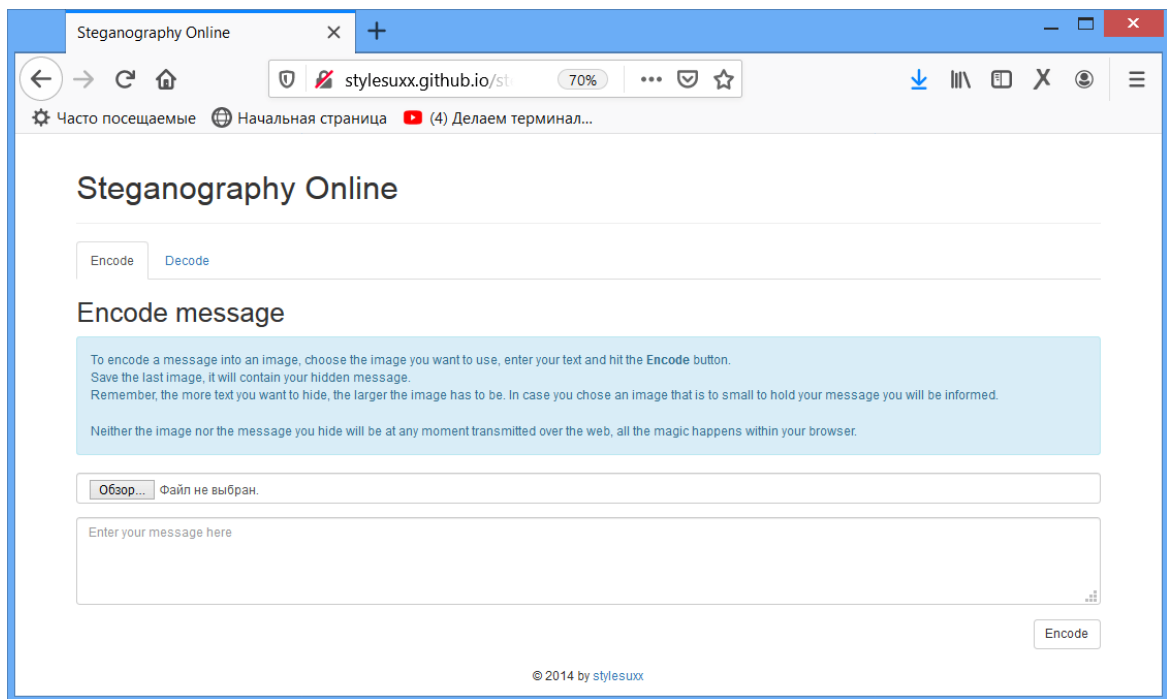 Steganography Online
stylesuxx.github.io/st 70%
Часто посещаемые Начальная страница (4) Делаем терминал...
Steganography Online
Encode Decode
Encode message
To encode a message into an image, choose the image you want to use, enter your text and hit the Encode button.
Save the last image, it will contain your hidden message.
Remember, the more text you want to hide, the larger the image has to be. In case you chose an image that is to small to hold your message you will be informed.
Neither the image nor the message you hide will be at any moment transmitted over the web, all the magic happens within your browser.
Обзор... Файл не выбран.
Enter your message here
Encode
© 2014 by stylesuxx